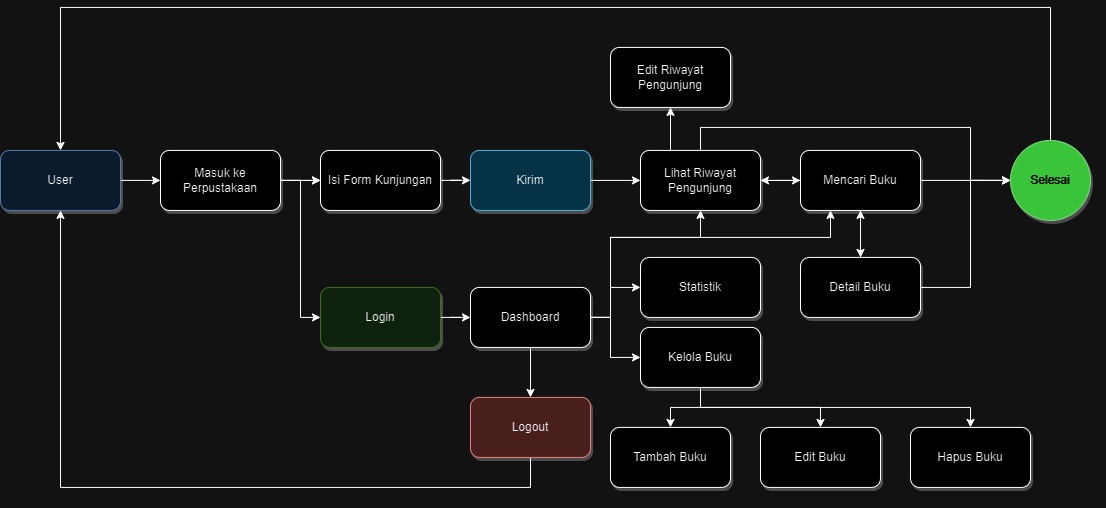 Edit Riwayat
Pengunjung
User
Masuk ke
Perpustakaan
Isi Form Kunjungan
Kirim
Lihat Riwayat
Pengunjung
Mencari Buku
Selesai
Login
Dashboard
Statistik
Detail Buku
Kelola Buku
Logout
Tambah Buku
Edit Buku
Hapus Buku